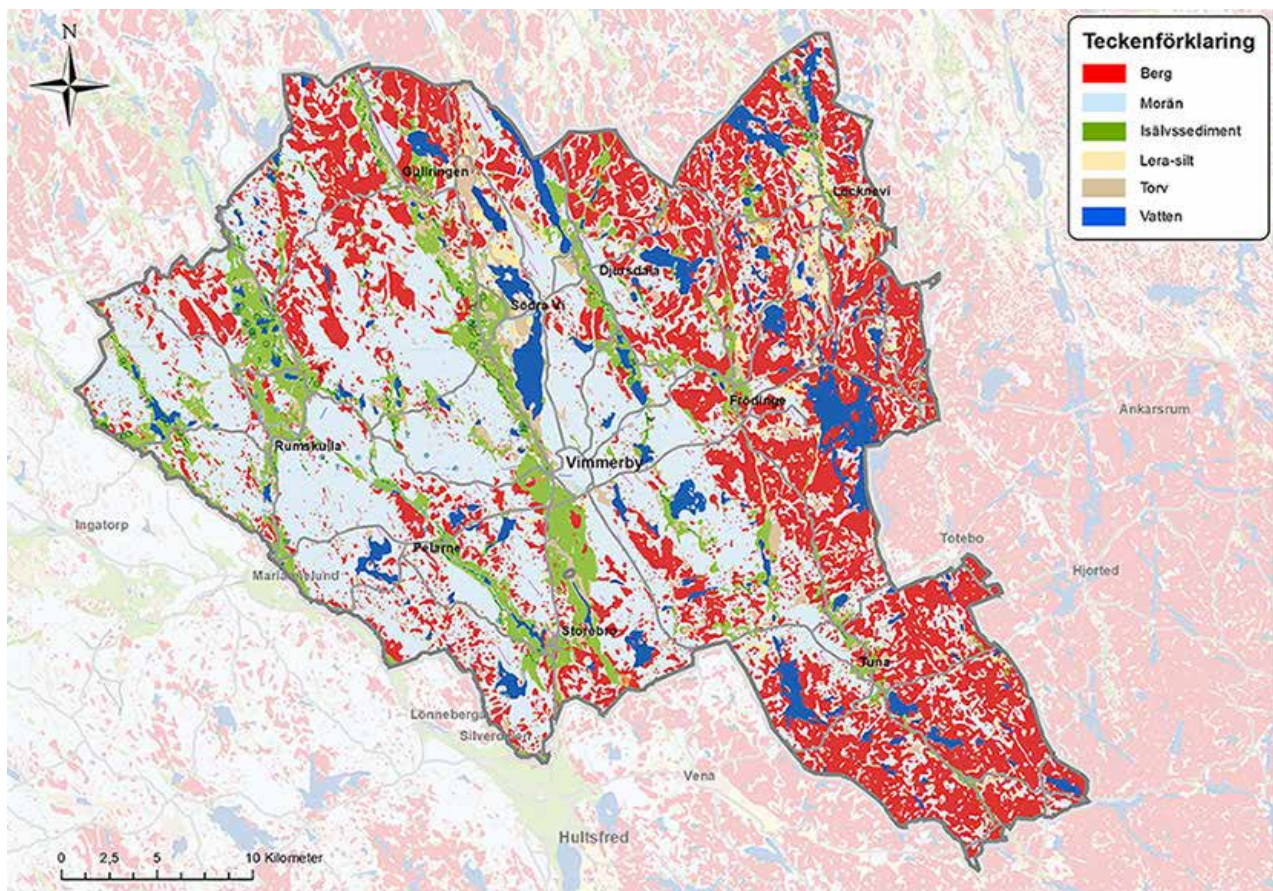 N
Teckenförklaring
Berg
Morän
Isälvssediment
Lera-silt
Torv
Vatten
Gullringen
Locknevi
Djursdala
Södra Vi
Frödinge
Ankarsrum
Rumskulla
Vimmerby
Ingatorp
Pelarne
Mariannelund
Totebo
Hjorted
Storebro
Tuna
Lönneberga
Silverdalen
Vena
Hultsfred
0 2,5 5 10 Kilometer